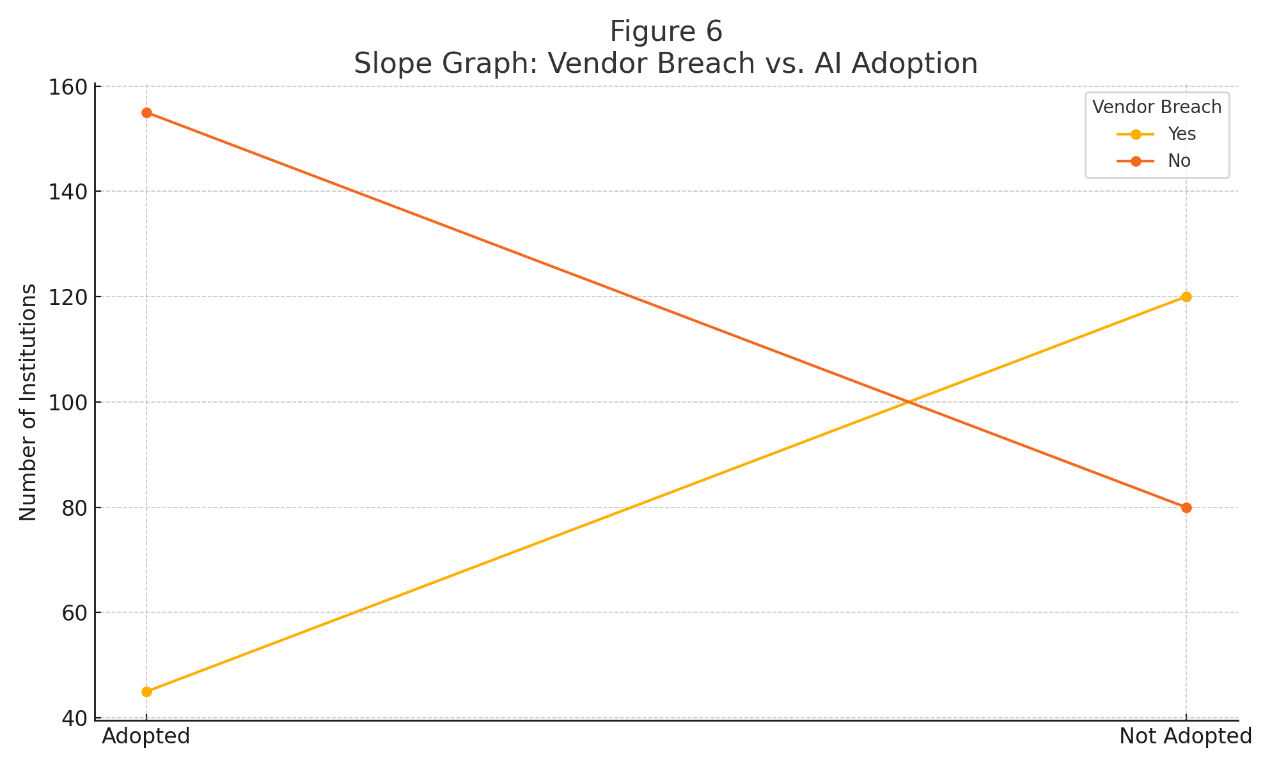 Figure 6
Slope Graph: Vendor Breach vs. AI Adoption
160
140
120
100
80
60
40
Number of Institutions
Vendor Breach
Yes
No
Adopted
Not Adopted